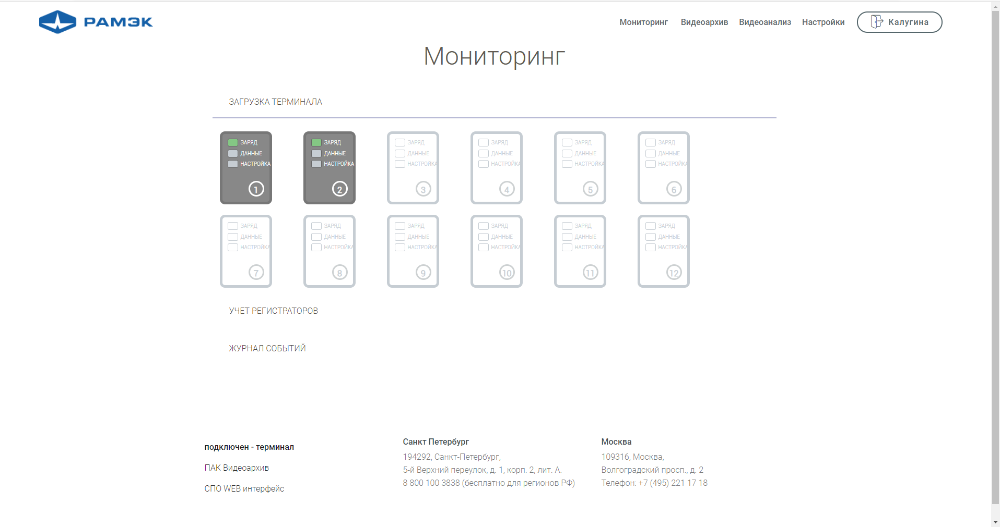 РАМЭК
Мониторинг Видеоархив Видеоанализ Настройки Калугина
Мониторинг
ЗАГРУЗКА ТЕРМИНАЛА
ЗАРЯД ЗАРЯД ЗАРЯД ЗАРЯД ЗАРЯД ЗАРЯД
ДАННЫЕ ДАННЫЕ ДАННЫЕ ДАННЫЕ ДАННЫЕ ДАННЫЕ
НАСТРОЙКА НАСТРОЙКА НАСТРОЙКА НАСТРОЙКА НАСТРОЙКА НАСТРОЙКА
1 2 3 4 5 6
ЗАРЯД ЗАРЯД ЗАРЯД ЗАРЯД ЗАРЯД ЗАРЯД
ДАННЫЕ ДАННЫЕ ДАННЫЕ ДАННЫЕ ДАННЫЕ ДАННЫЕ
НАСТРОЙКА НАСТРОЙКА НАСТРОЙКА НАСТРОЙКА НАСТРОЙКА НАСТРОЙКА
7 8 9 10 11 12
УЧЕТ РЕГИСТРАТОРОВ
ЖУРНАЛ СОБЫТИЙ
подключен - терминал
ПАК Видеоархив
СПО WEB интерфейс
Санкт Петербург
194292, Санкт-Петербург,
5-й Верхний переулок, д. 1, корп. 2, лит. А.
8 800 100 3838 (бесплатно для регионов РФ)
Москва
109316, Москва,
Волгоградский просп., д. 2
Телефон: +7 (495) 221 17 18